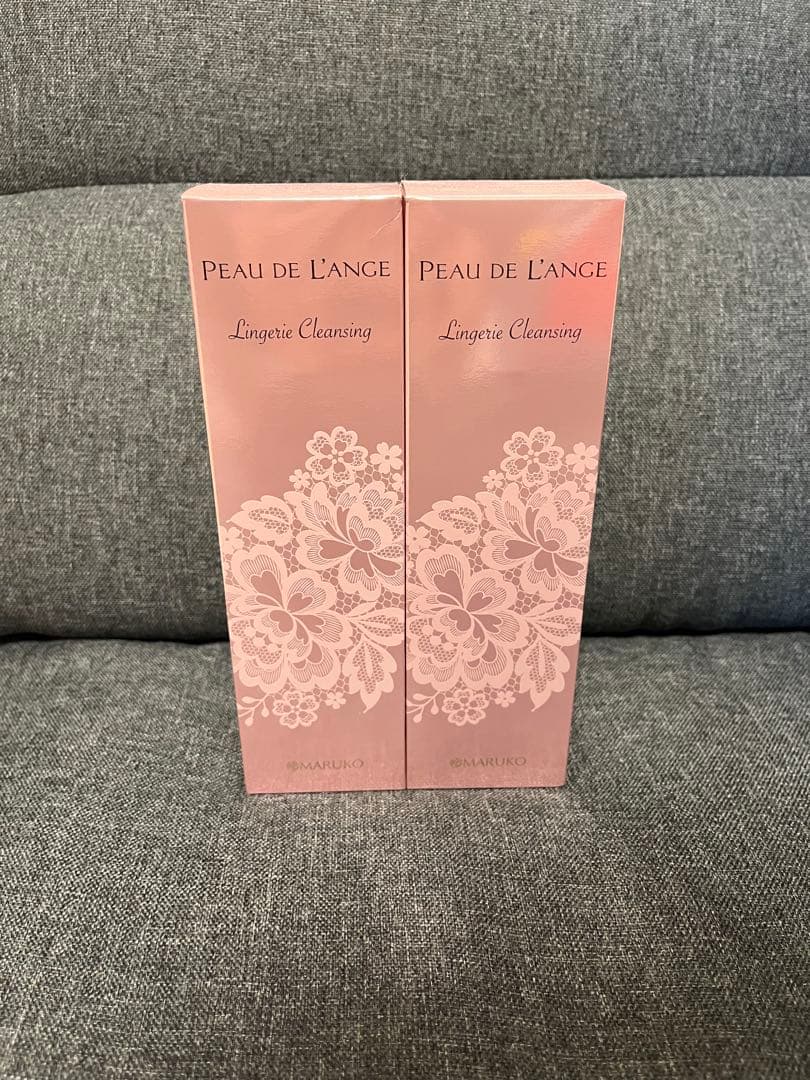 PEAU DE L'ANGE
Lingerie Cleansing
MARUKO
PEAU DE L'ANGE
Lingerie Cleansing
MARUKO